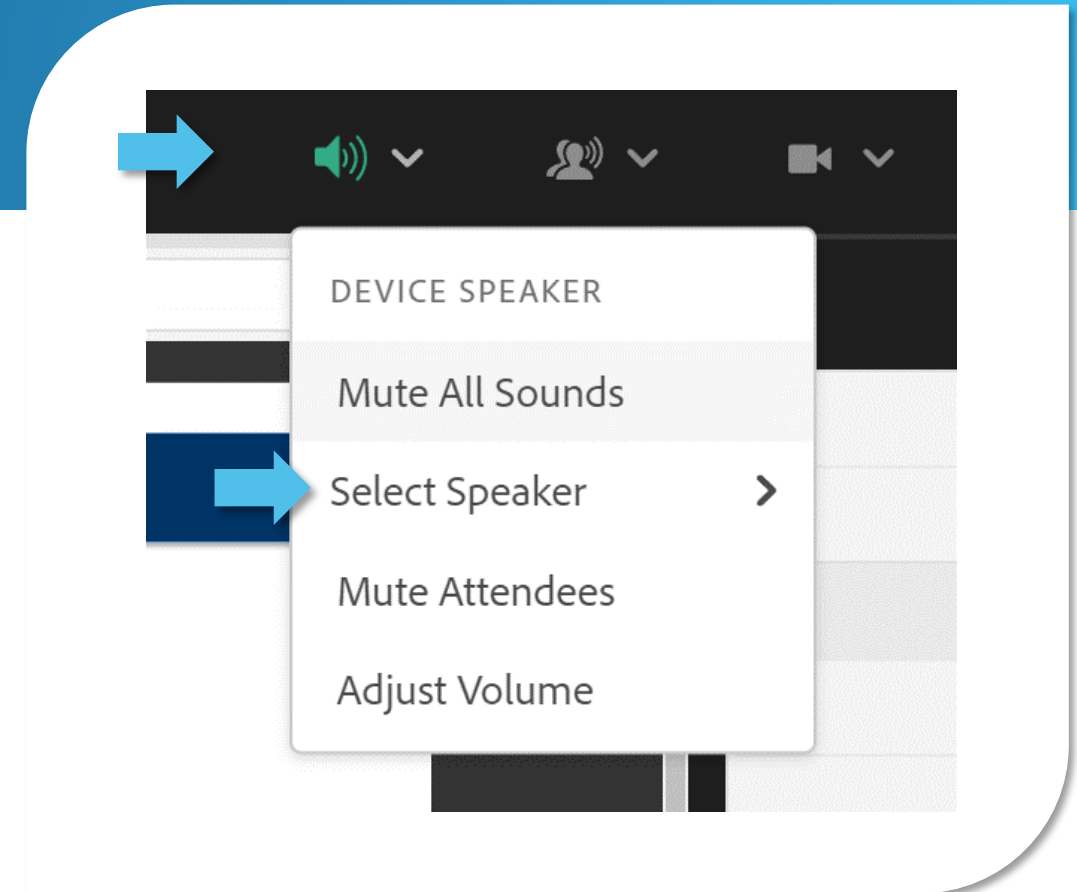 DEVICE SPEAKER
Mute All Sounds
Select Speaker
Mute Attendees
Adjust Volume